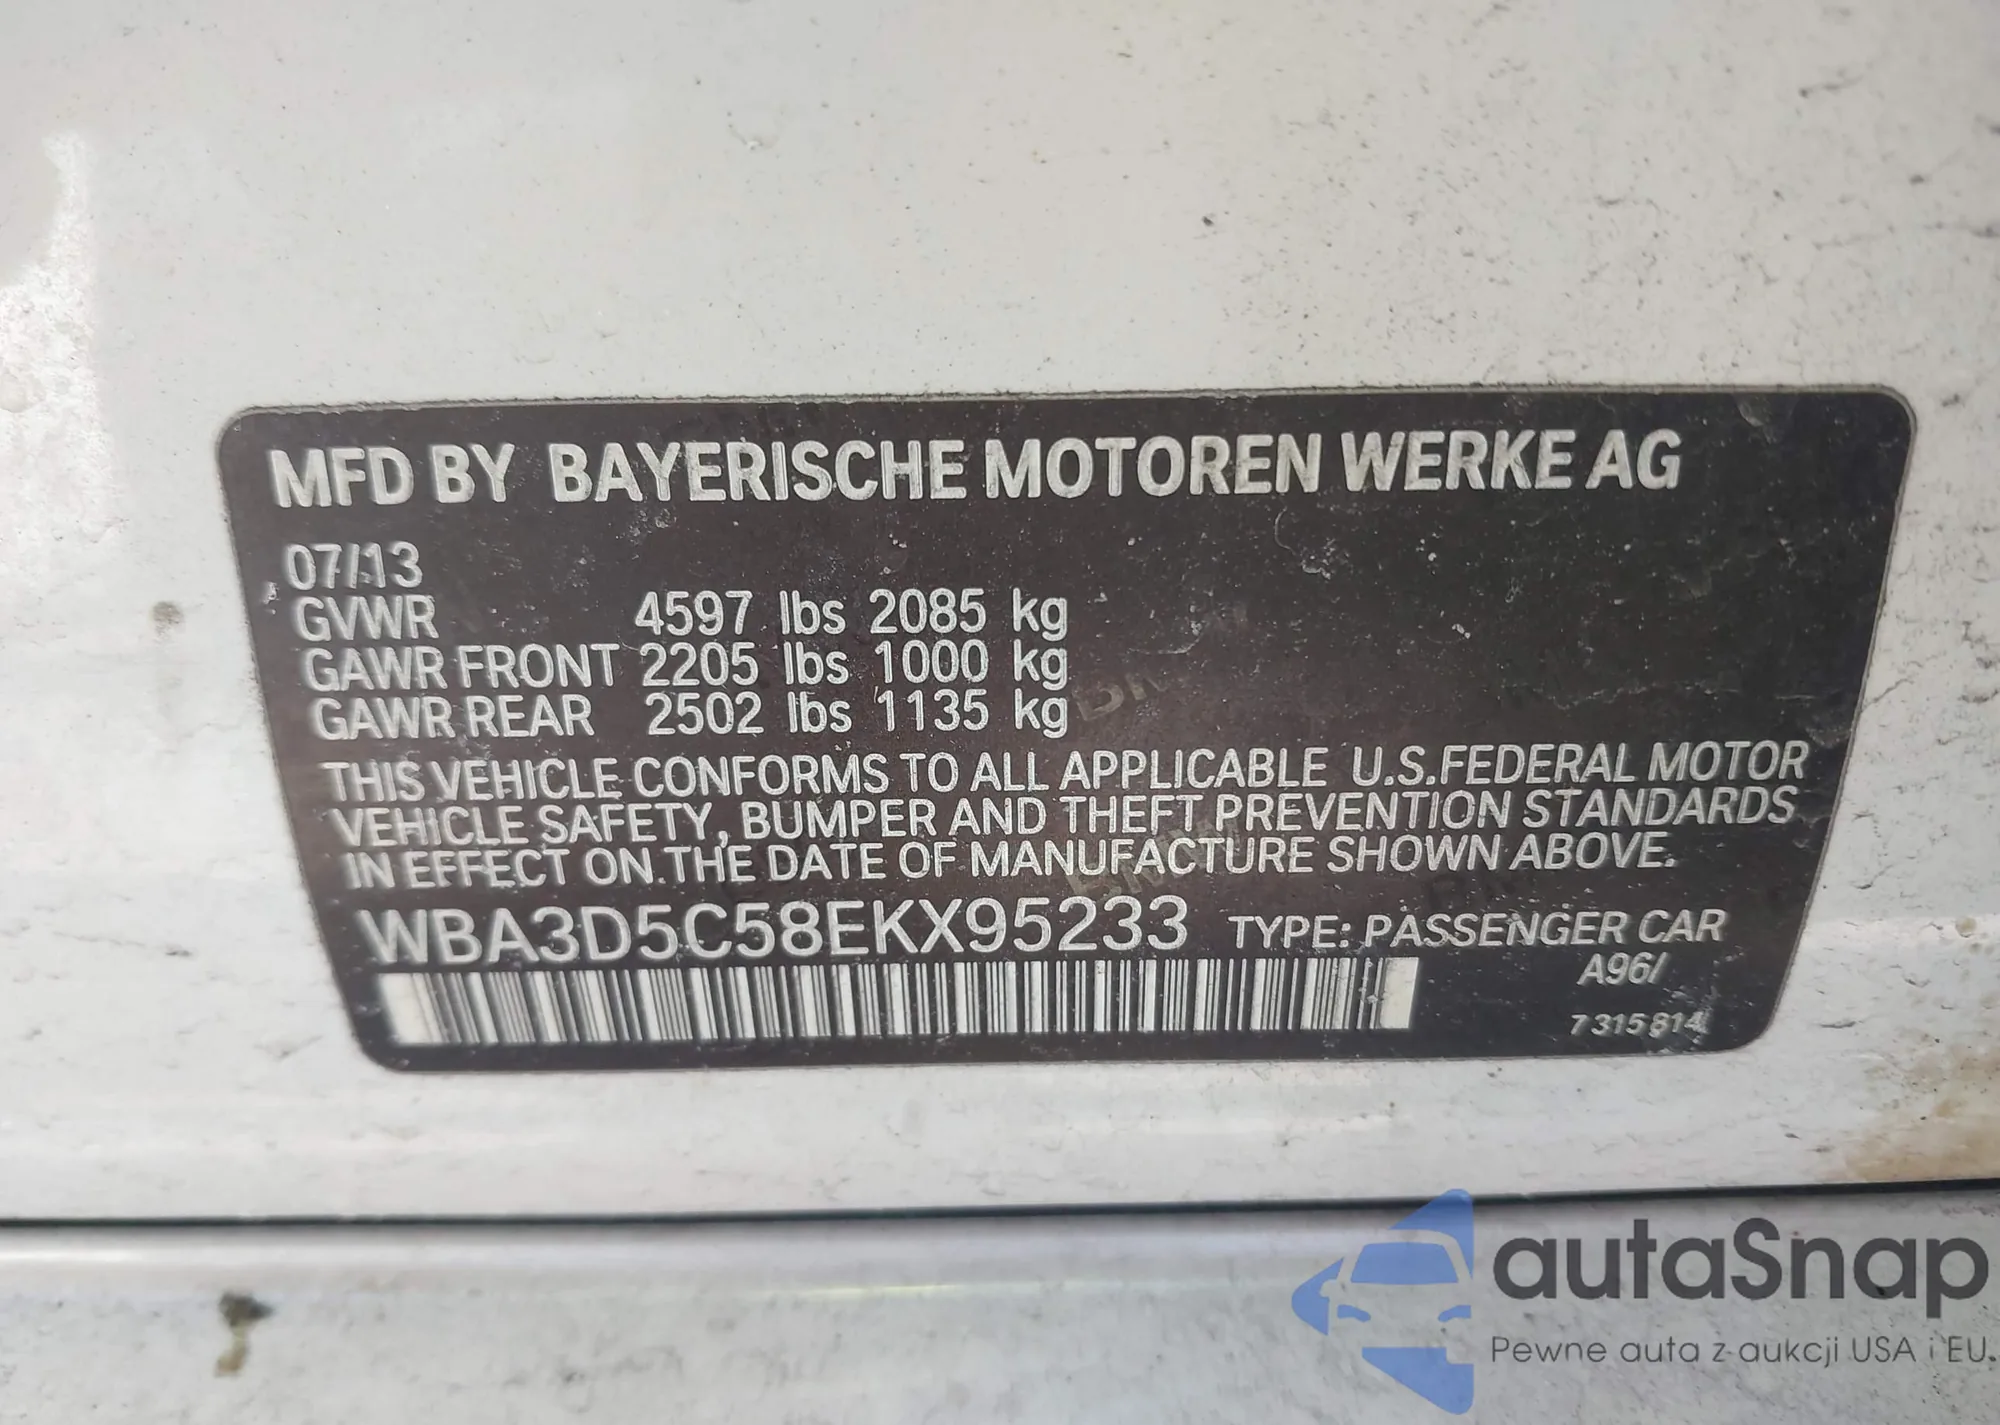 MFD BY BAYERISCHE MOTOREN WERKE AG
07/13
GVWR 4597 lbs 2085 kg
GAWR FRONT 2205 lbs 1000 kg
GAWR REAR 2502 lbs 1135 kg
THIS VEHICLE CONFORMS TO ALL APPLICABLE U.S.FEDERAL MOTOR
VEHICLE SAFETY, BUMPER AND THEFT PREVENTION STANDARDS
IN EFFECT ON THE DATE OF MANUFACTURE SHOWN ABOVE.
WBA3D5C58EKX95233 TYPE: PASSENGER CAR
A96/
7 315 814
autaSnap
Pewne auta z aukcji USA i EU.